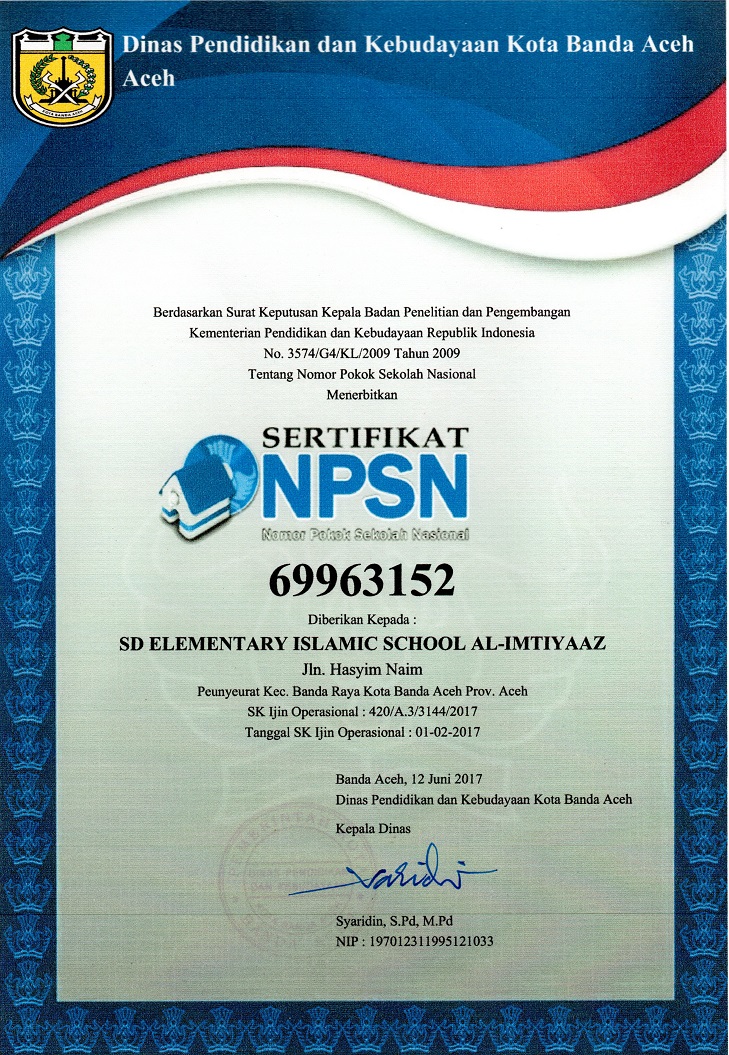 Dinas Pendidikan dan Kebudayaan Kota Banda Aceh
Aceh
KOTA BANDA ACEH
Berdasarkan Surat Keputusan Kepala Badan Penelitian dan Pengembangan
Kementerian Pendidikan dan Kebudayaan Republik Indonesia
No. 3574/G4/KL/2009 Tahun 2009
Tentang Nomor Pokok Sekolah Nasional
Menerbitkan
SERTIFIKAT
NPSN
Nomor Pokok Sekolah Nasional
69963152
Diberikan Kepada :
SD ELEMENTARY ISLAMIC SCHOOL AL-IMTIYAAZ
Jln. Hasyim Naim
Peunyeurat Kec. Banda Raya Kota Banda Aceh Prov. Aceh
SK Ijin Operasional : 420/A.3/3144/2017
Tanggal SK Ijin Operasional : 01-02-2017
Banda Aceh, 12 Juni 2017
Dinas Pendidikan dan Kebudayaan Kota Banda Aceh
Kepala Dinas
Syaridin, S.Pd, M.Pd
NIP : 197012311995121033